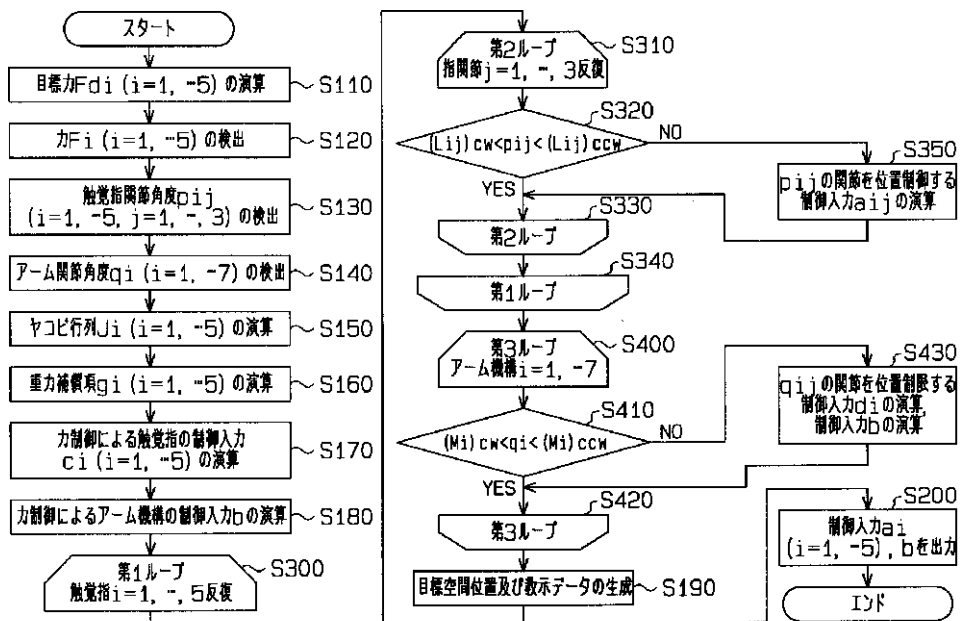 スタート
目標力Fdi(i=1, …5)の演算
S110
力Fi(i=1, …5)の検出
S120
触覚指関節角度pij
(i=1, …5, j=1, …, 3)の検出
S130
アーム関節角度qi(i=1, …7)の検出
S140
ヤコビ行列Ji(i=1, …5)の演算
S150
重力補償項gi(i=1, …5)の演算
S160
力制御による触覚指の制御入力
ci(i=1, …5)の演算
S170
力制御によるアーム機構の制御入力bの演算
S180
第1ループ
触覚指i=1, …, 5反復
S300
第2ループ
指関節j=1, …, 3反復
S310
(Lij)cw<pij<(Lij)ccw
S320
NO
YES
pijの関節を位置制御する
制御入力aijの演算
S350
第2ループ
S330
第1ループ
S340
第3ループ
アーム機構i=1, …7
S400
(Mi)cw<qi<(Mi)ccw
S410
NO
YES
qijの関節を位置制限する
制御入力diの演算,
制御入力bの演算
S430
第3ループ
S420
目標空間位置及び教示データの生成
S190
制御入力ai
(i=1, …5), bを出力
S200
エンド